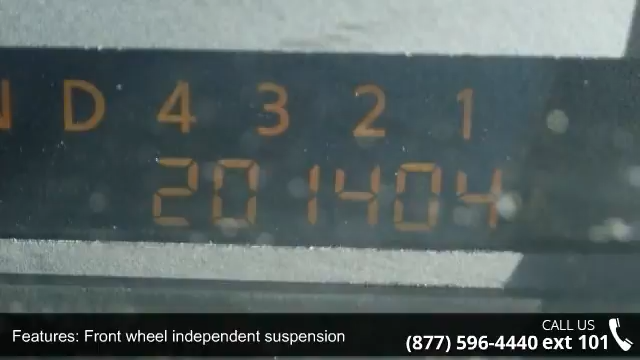 N D 4 3 2 1
201404
CALL US
Features: Front wheel independent suspension
(877) 596-4440 ext 101